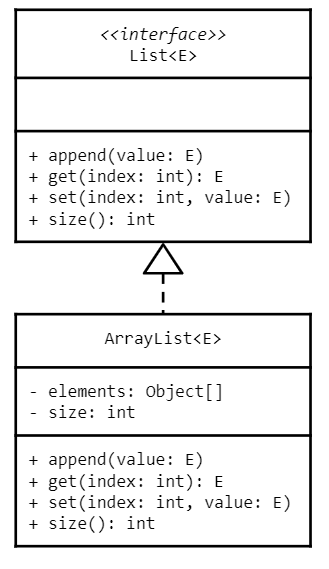 <<interface>>
List<E>
+ append(value: E)
+ get(index: int): E
+ set(index: int, value: E)
+ size(): int
ArrayList<E>
- elements: Object[]
- size: int
+ append(value: E)
+ get(index: int): E
+ set(index: int, value: E)
+ size(): int